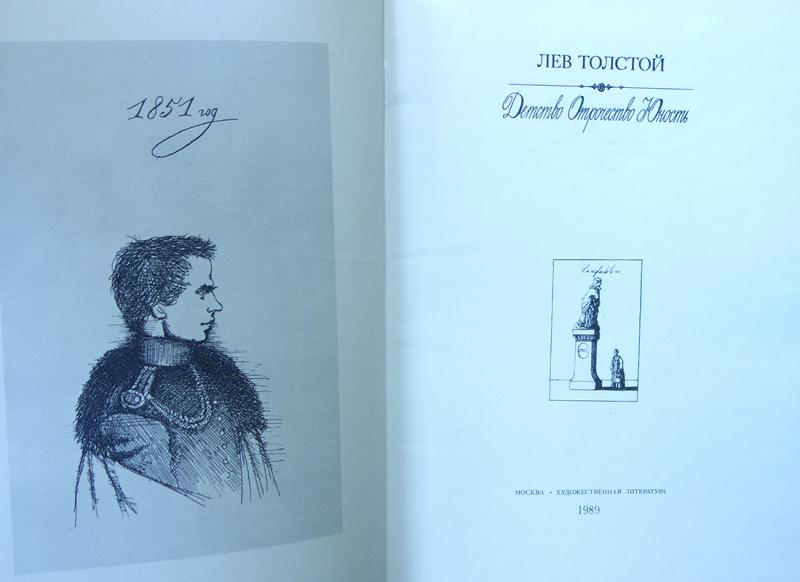 1851 год
ЛЕВ ТОЛСТОЙ
Детство Отрочество Юность
МОСКВА • ХУДОЖЕСТВЕННАЯ ЛИТЕРАТУРА
1989